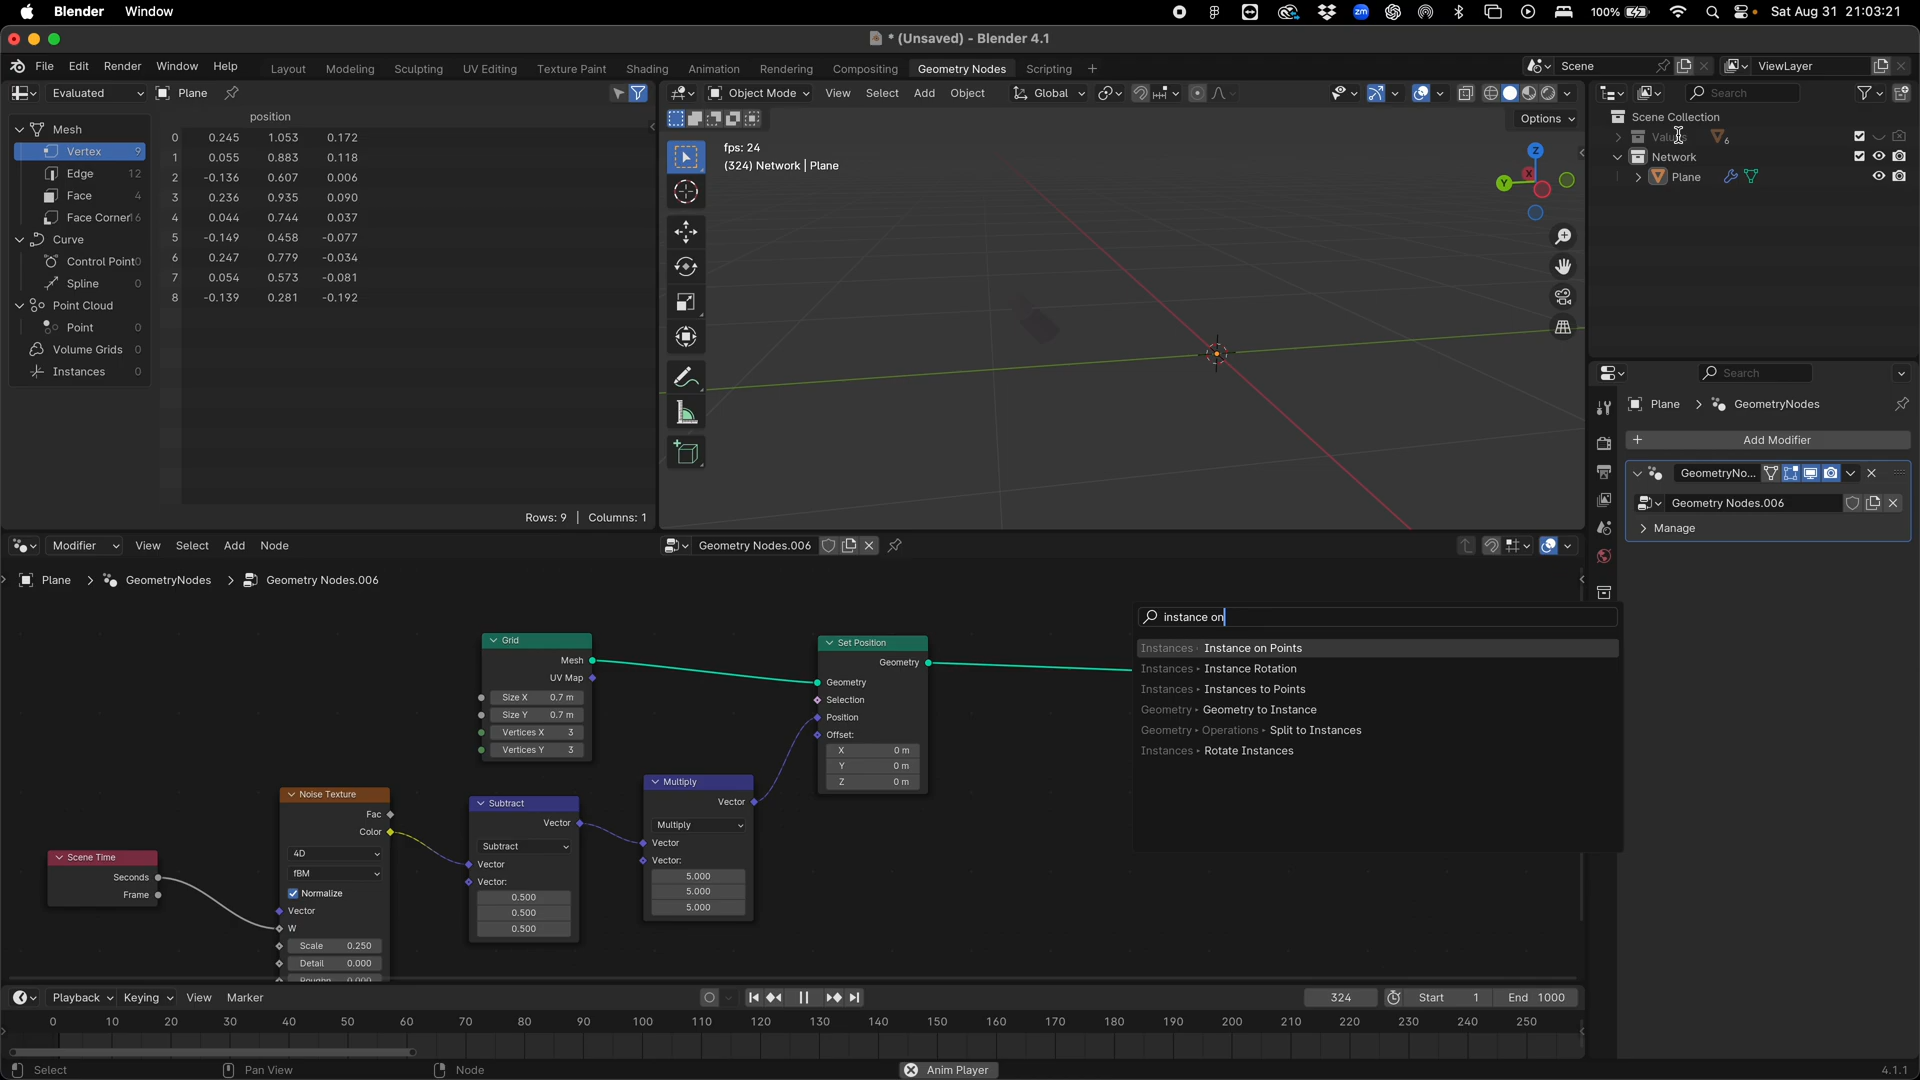 Blender Window 100% Sat Aug 31 21:03:21
* (Unsaved) - Blender 4.1
File Edit Render Window Help Layout Modeling Sculpting UV Editing Texture Paint Shading Animation Rendering Compositing Geometry Nodes Scripting + Scene ViewLayer
Evaluated Plane
Object Mode View Select Add Object Global
Search
position
Options
Mesh
Vertex 9
Edge 12
Face 4
Face Corner 16
Curve
Control Point 0
Spline 0
Point Cloud
Point 0
Volume Grids 0
Instances 0
0 0.245 1.053 0.172
1 0.055 0.883 0.118
2 -0.136 0.607 0.006
3 0.236 0.935 0.090
4 0.044 0.744 0.037
5 -0.149 0.458 -0.077
6 0.247 0.779 -0.034
7 0.054 0.573 -0.081
8 -0.139 0.281 -0.192
Rows: 9 | Columns: 1
fps: 24
(324) Network | Plane
Z
Y
X
Scene Collection
6
Network
Plane
Search
Plane > GeometryNodes
+ Add Modifier
GeometryNo...
Geometry Nodes.006
Manage
Modifier View Select Add Node
Geometry Nodes.006
Plane > GeometryNodes > Geometry Nodes.006
Scene Time
Seconds
Frame
Noise Texture
Fac
Color
4D
fBM
Normalize
Vector
W
Scale 0.250
Detail 0.000
Grid
Mesh
UV Map
Size X 0.7 m
Size Y 0.7 m
Vertices X 3
Vertices Y 3
Subtract
Vector
Subtract
Vector
Vector:
0.500
0.500
0.500
Multiply
Vector
Multiply
Vector
Vector:
5.000
5.000
5.000
Set Position
Geometry
Geometry
Selection
Position
Offset:
X 0 m
Y 0 m
Z 0 m
instance on
Instances Instance on Points
Instances Instance Rotation
Instances Instances to Points
Geometry Geometry to Instance
Geometry Operations Split to Instances
Instances Rotate Instances
Playback Keying View Marker 324 Start 1 End 1000
0 10 20 30 40 50 60 70 80 90 100 110 120 130 140 150 160 170 180 190 200 210 220 230 240 250
Select Pan View Node Anim Player 4.1.1